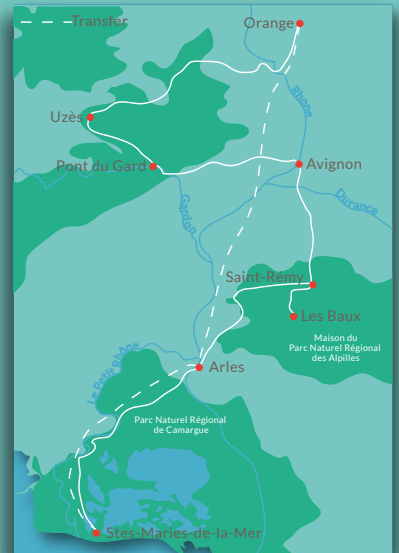 Transfer
Orange
Rhone
Uzès
Pont du Gard
Avignon
Gardon
Durance
Saint-Rémy
Les Baux
Maison du
Parc Naturel Régional
des Alpilles
Le Petit Rhône
Arles
Parc Naturel Régional
de Camargue
Stes-Maries-de-la-Mer